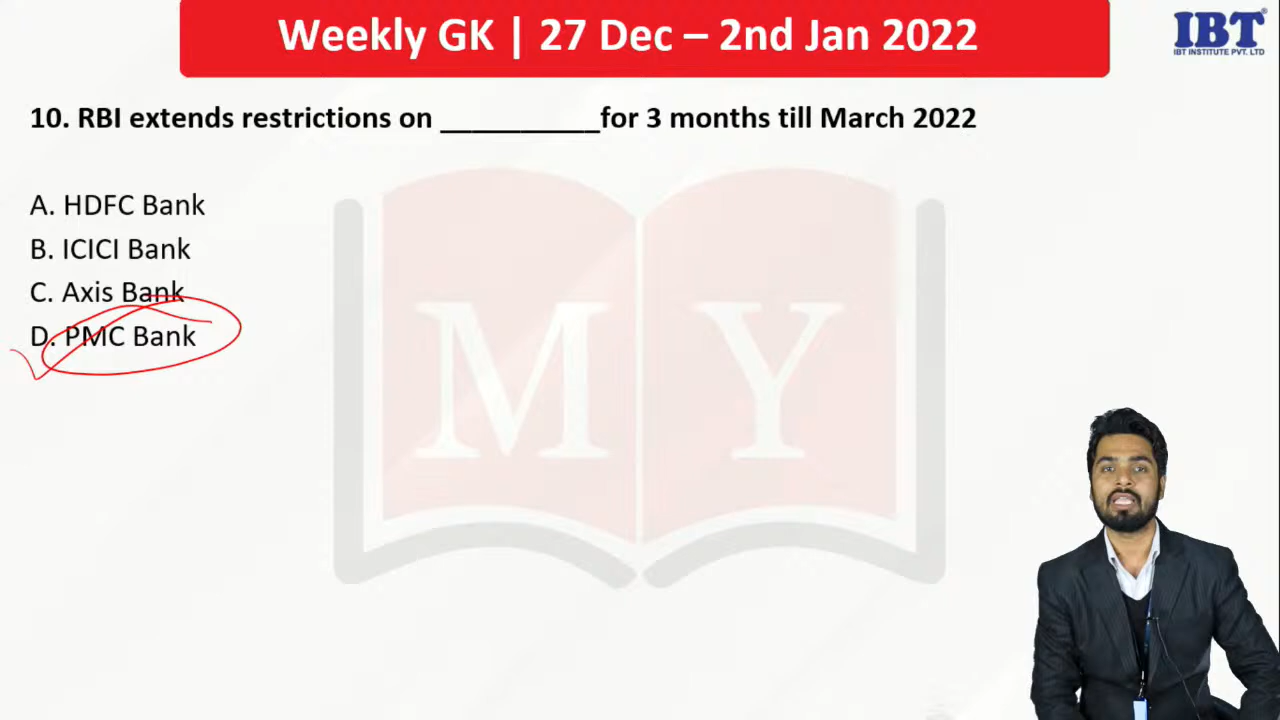 Weekly GK | 27 Dec – 2nd Jan 2022
IBT
IBT INSTITUTE PVT. LTD
10. RBI extends restrictions on __________for 3 months till March 2022
A. HDFC Bank
B. ICICI Bank
C. Axis Bank
D. PMC Bank
M Y